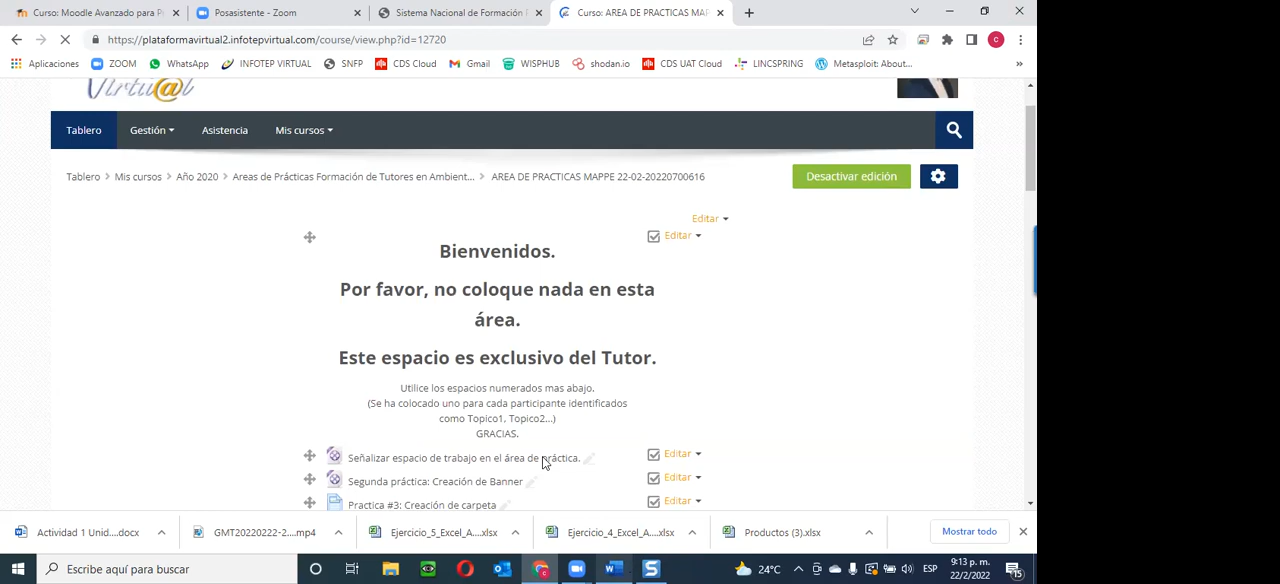 Curso: Moodle Avanzado para P
Posasistente - Zoom
Sistema Nacional de Formación P
Curso: AREA DE PRACTICAS MAP
https://plataformavirtual2.infotepvirtual.com/course/view.php?id=12720
C
Aplicaciones ZOOM WhatsApp INFOTEP VIRTUAL SNFP CDS Cloud Gmail WISPHUB shodan.io CDS UAT Cloud LINCSPRING Metasploit: About... »
Virtu@l
Tablero Gestión Asistencia Mis cursos
Tablero > Mis cursos > Año 2020 > Areas de Prácticas Formación de Tutores en Ambient... > AREA DE PRACTICAS MAPPE 22-02-20220700616
Desactivar edición
Editar
Editar
Bienvenidos.
Por favor, no coloque nada en esta
área.
Este espacio es exclusivo del Tutor.
Utilice los espacios numerados mas abajo.
(Se ha colocado uno para cada participante identificados
como Topico1, Topico2...)
GRACIAS.
Señalizar espacio de trabajo en el área de práctica. Editar
Segunda práctica: Creación de Banner Editar
Practica #3: Creación de carpeta Editar
Actividad 1 Unid....docx GMT20220222-2....mp4 Ejercicio_5_Excel_A....xlsx Ejercicio_4_Excel_A....xlsx Productos (3).xlsx Mostrar todo
Escribe aquí para buscar
24°C
ESP
9:13 p. m.
22/2/2022
15